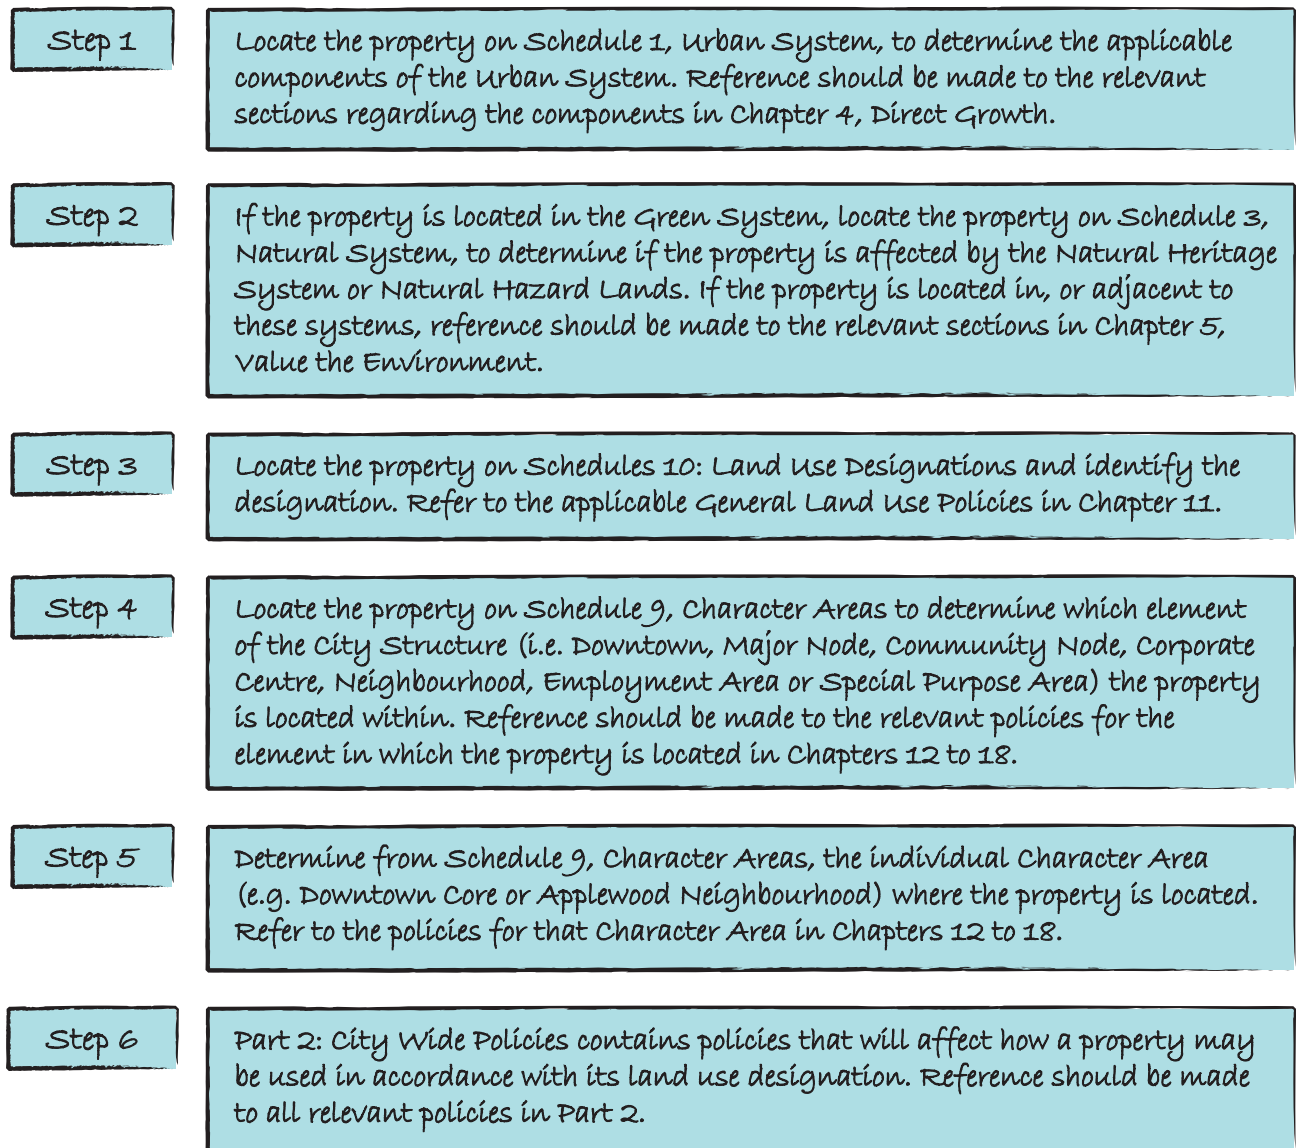 Step 1
Locate the property on Schedule 1, Urban System, to determine the applicable
components of the Urban System. Reference should be made to the relevant
sections regarding the components in Chapter 4, Direct Growth.
Step 2
If the property is located in the Green System, locate the property on Schedule 3,
Natural System, to determine if the property is affected by the Natural Heritage
System or Natural Hazard Lands. If the property is located in, or adjacent to
these systems, reference should be made to the relevant sections in Chapter 5,
Value the Environment.
Step 3
Locate the property on Schedules 10: Land Use Designations and identify the
designation. Refer to the applicable General Land Use Policies in Chapter 11.
Step 4
Locate the property on Schedule 9, Character Areas to determine which element
of the City Structure (i.e. Downtown, Major Node, Community Node, Corporate
Centre, Neighbourhood, Employment Area or Special Purpose Area) the property
is located within. Reference should be made to the relevant policies for the
element in which the property is located in Chapters 12 to 18.
Step 5
Determine from Schedule 9, Character Areas, the individual Character Area
(e.g. Downtown Core or Applewood Neighbourhood) where the property is located.
Refer to the policies for that Character Area in Chapters 12 to 18.
Step 6
Part 2: City Wide Policies contains policies that will affect how a property may
be used in accordance with its land use designation. Reference should be made
to all relevant policies in Part 2.